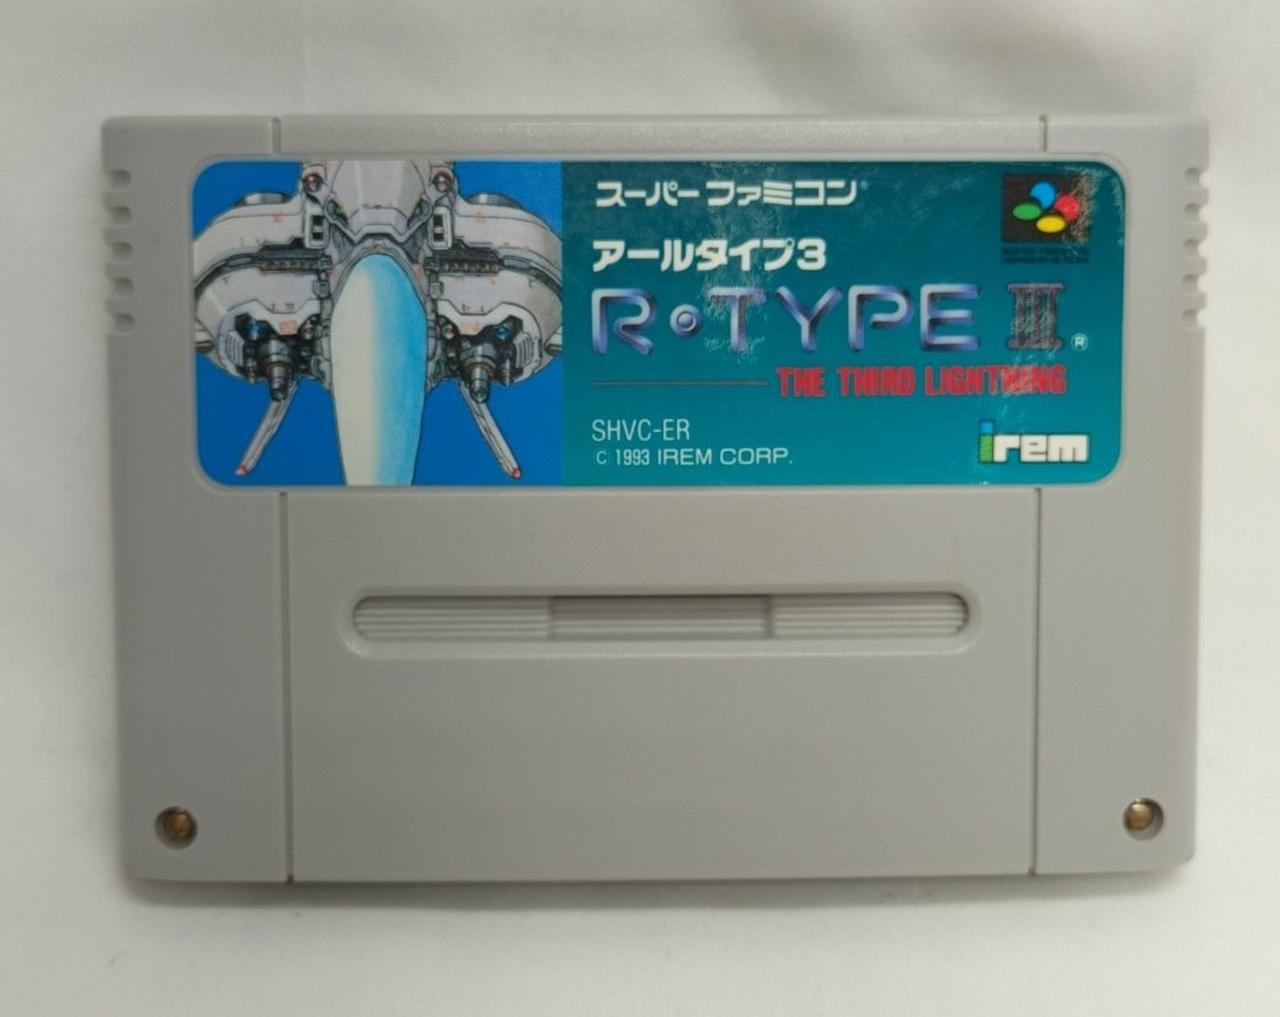 スーパーファミコン®
アールタイプ3
R・TYPE III®
THE THIRD LIGHTNING
SHVC-ER
C 1993 IREM CORP.
irem